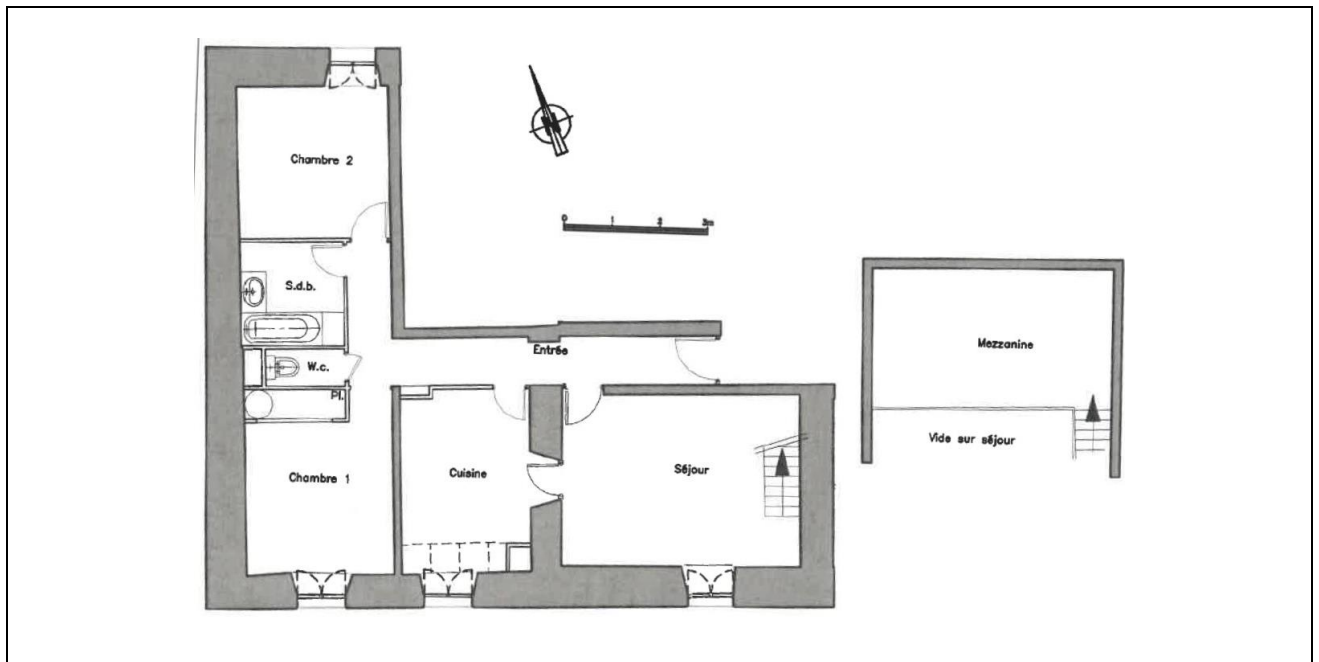 Chambre 2
0 1 2 3m
S.d.b.
Mezzanine
Entrée
W.c.
Pl.
Vide sur séjour
Chambre 1
Cuisine
Séjour